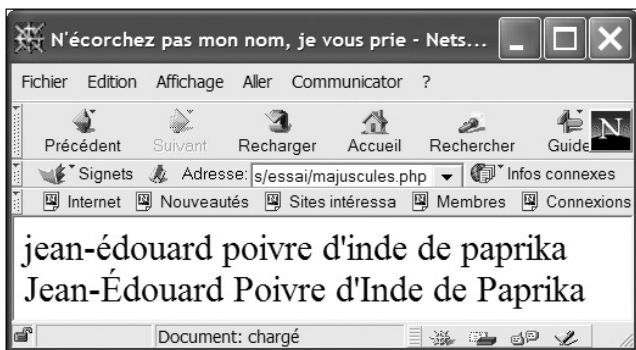 N'écorchez pas mon nom, je vous prie - Nets...
Fichier Edition Affichage Aller Communicator ?
Précédent Suivant Recharger Accueil Rechercher Guide N
Signets Adresse: s/essai/majuscules.php Infos connexes
Internet Nouveautés Sites intéressa Membres Connexions
jean-édouard poivre d'inde de paprika
Jean-Édouard Poivre d'Inde de Paprika
Document: chargé